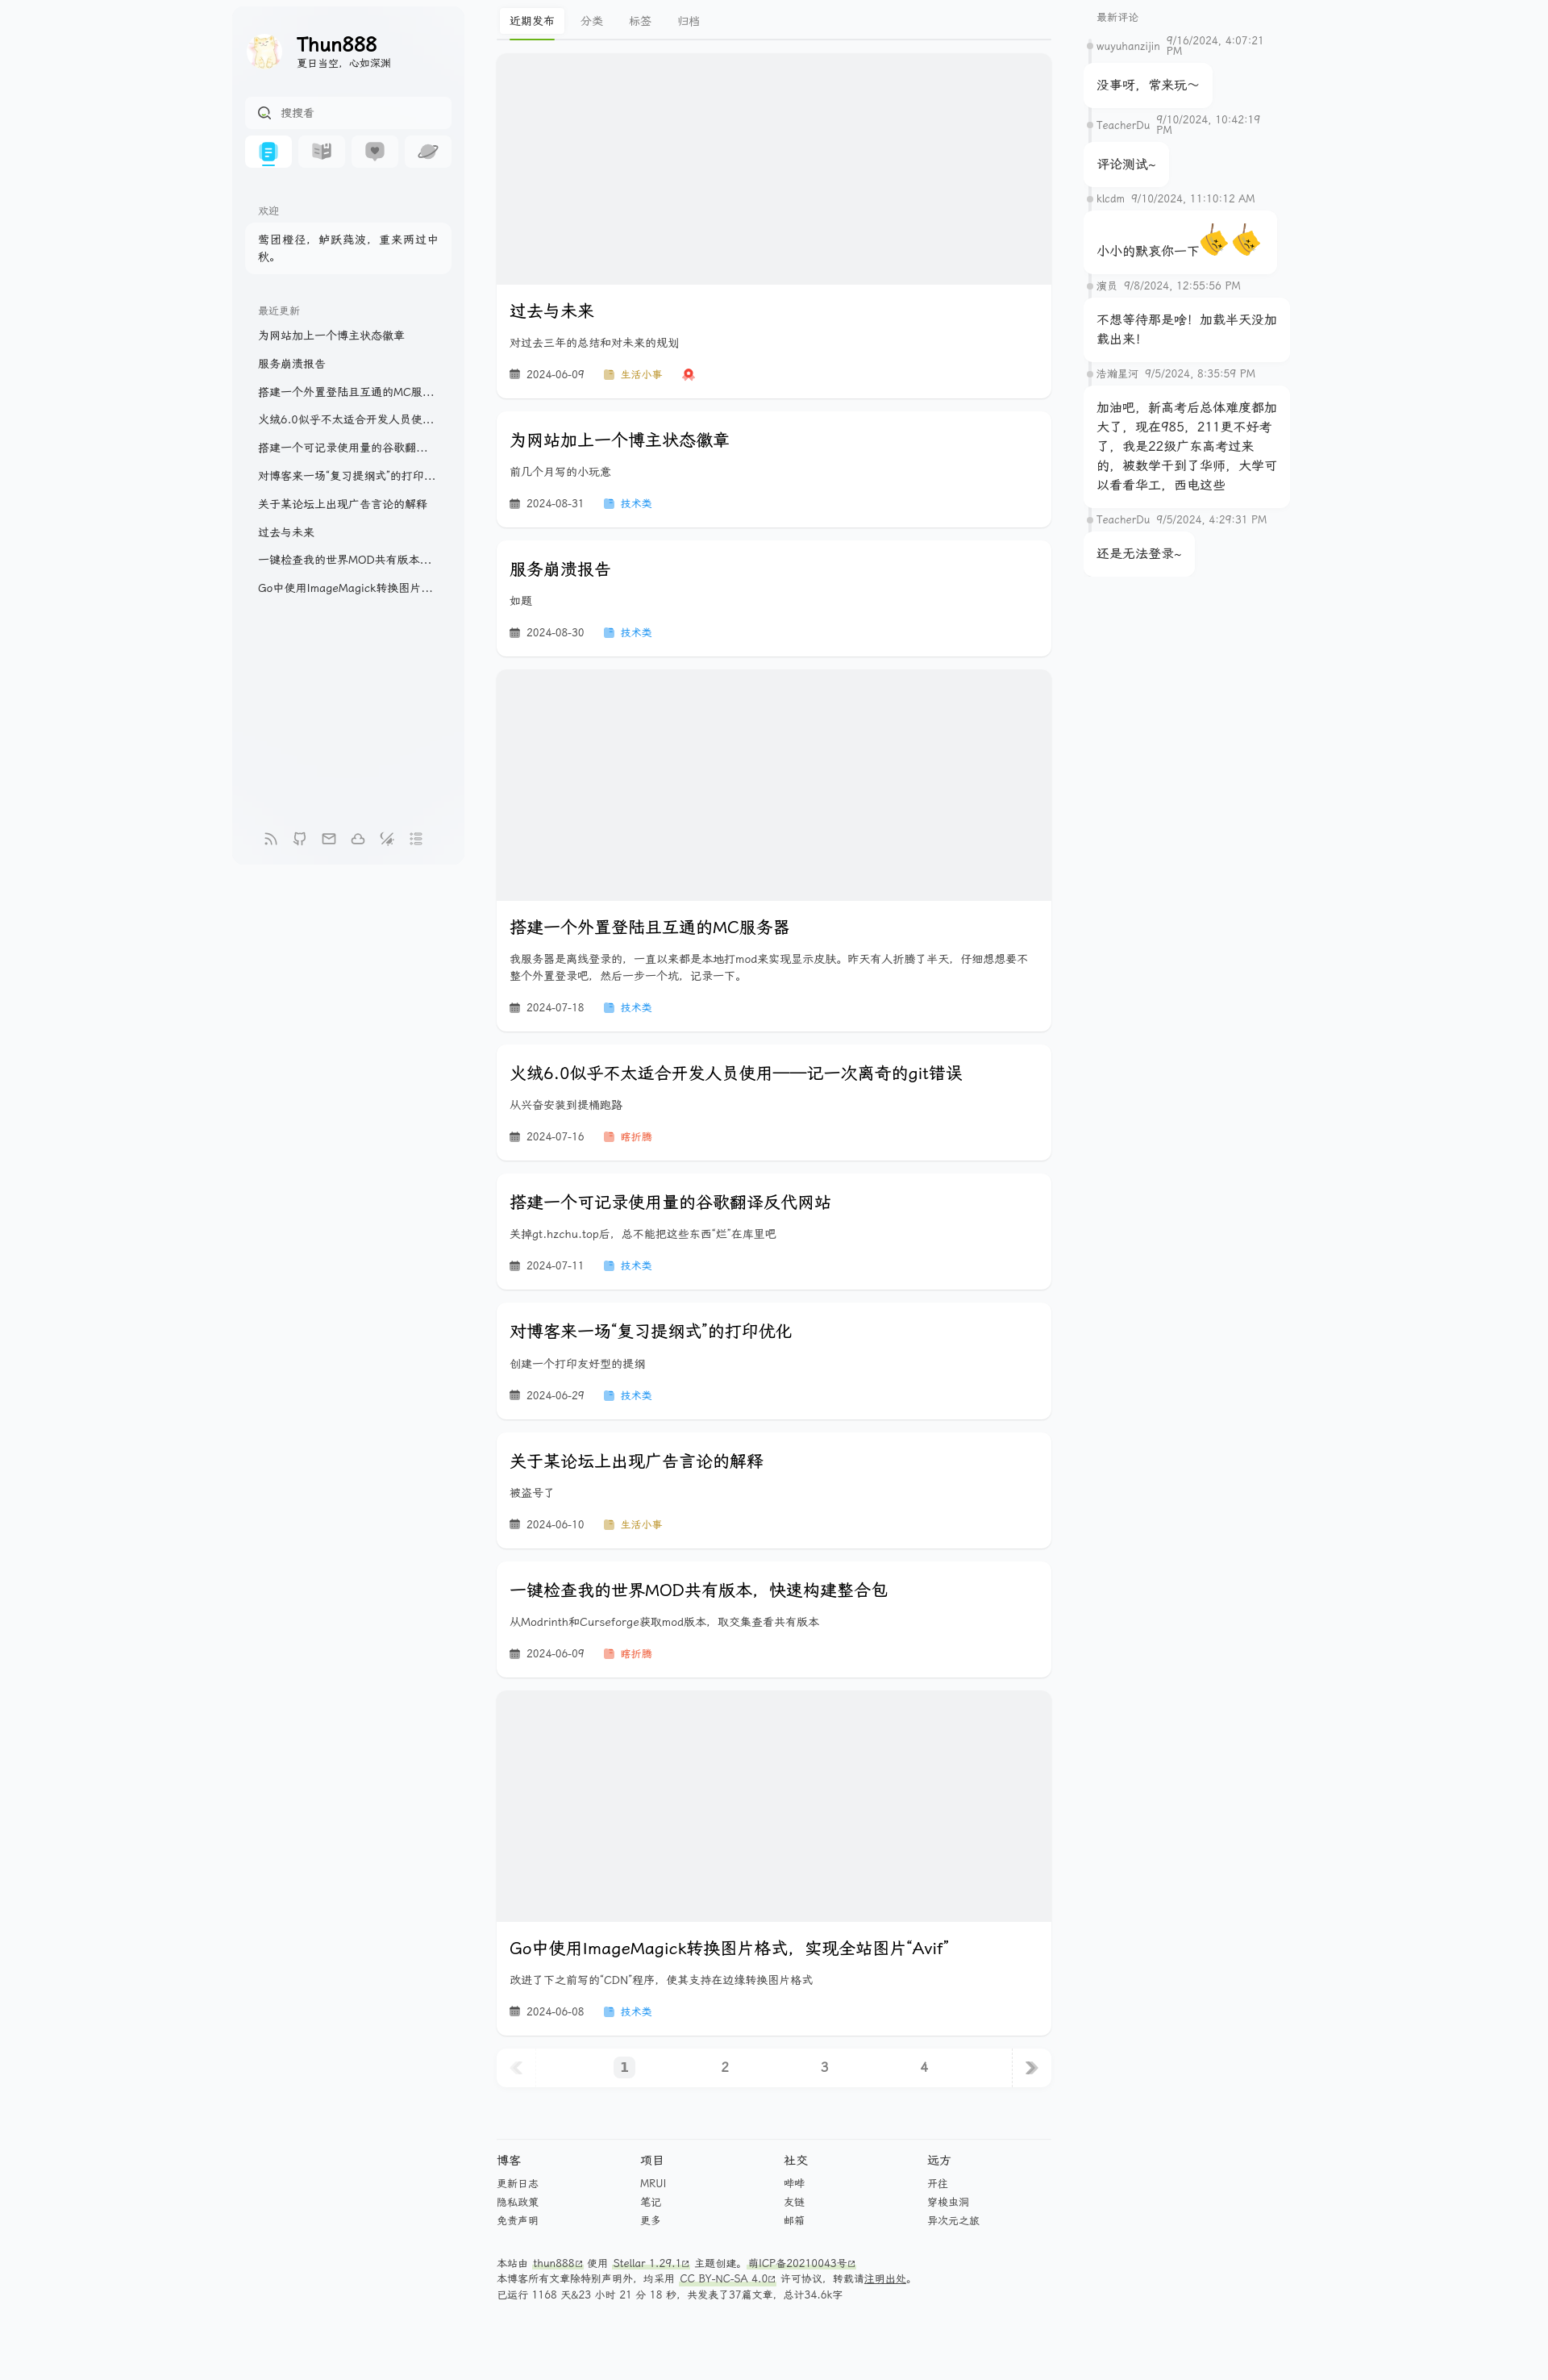 Thun888
夏日当空，心如深渊
搜搜看
欢迎
莺团橙径，鲈跃莼波，重来两过中
秋。
最近更新
为网站加上一个博主状态徽章
服务崩溃报告
搭建一个外置登陆且互通的MC服...
火绒6.0似乎不太适合开发人员使...
搭建一个可记录使用量的谷歌翻...
对博客来一场“复习提纲式”的打印...
关于某论坛上出现广告言论的解释
过去与未来
一键检查我的世界MOD共有版本...
Go中使用ImageMagick转换图片...
近期发布 分类 标签 归档
过去与未来
对过去三年的总结和对未来的规划
2024-06-09 生活小事
为网站加上一个博主状态徽章
前几个月写的小玩意
2024-08-31 技术类
服务崩溃报告
如题
2024-08-30 技术类
搭建一个外置登陆且互通的MC服务器
我服务器是离线登录的，一直以来都是本地打mod来实现显示皮肤。昨天有人折腾了半天，仔细想想要不
整个外置登录吧，然后一步一个坑，记录一下。
2024-07-18 技术类
火绒6.0似乎不太适合开发人员使用——记一次离奇的git错误
从兴奋安装到提桶跑路
2024-07-16 瞎折腾
搭建一个可记录使用量的谷歌翻译反代网站
关掉gt.hzchu.top后，总不能把这些东西“烂”在库里吧
2024-07-11 技术类
对博客来一场“复习提纲式”的打印优化
创建一个打印友好型的提纲
2024-06-29 技术类
关于某论坛上出现广告言论的解释
被盗号了
2024-06-10 生活小事
一键检查我的世界MOD共有版本，快速构建整合包
从Modrinth和Curseforge获取mod版本，取交集查看共有版本
2024-06-09 瞎折腾
Go中使用ImageMagick转换图片格式，实现全站图片“Avif”
改进了下之前写的“CDN”程序，使其支持在边缘转换图片格式
2024-06-08 技术类
1 2 3 4
博客 项目 社交 远方
更新日志 MRUI 哔哔 开往
隐私政策 笔记 友链 穿梭虫洞
免责声明 更多 邮箱 异次元之旅
本站由 thun888 使用 Stellar 1.29.1 主题创建。萌ICP备20210043号
本博客所有文章除特别声明外，均采用 CC BY-NC-SA 4.0 许可协议，转载请注明出处。
已运行 1168 天&23 小时 21 分 18 秒，共发表了37篇文章，总计34.6k字
最新评论
wuyuhanzijin 9/16/2024, 4:07:21
PM
没事呀，常来玩～
TeacherDu 9/10/2024, 10:42:19
PM
评论测试~
klcdm 9/10/2024, 11:10:12 AM
小小的默哀你一下
演员 9/8/2024, 12:55:56 PM
不想等待那是啥！加载半天没加
载出来！
浩瀚星河 9/5/2024, 8:35:59 PM
加油吧，新高考后总体难度都加
大了，现在985，211更不好考
了，我是22级广东高考过来
的，被数学干到了华师，大学可
以看看华工，西电这些
TeacherDu 9/5/2024, 4:29:31 PM
还是无法登录~